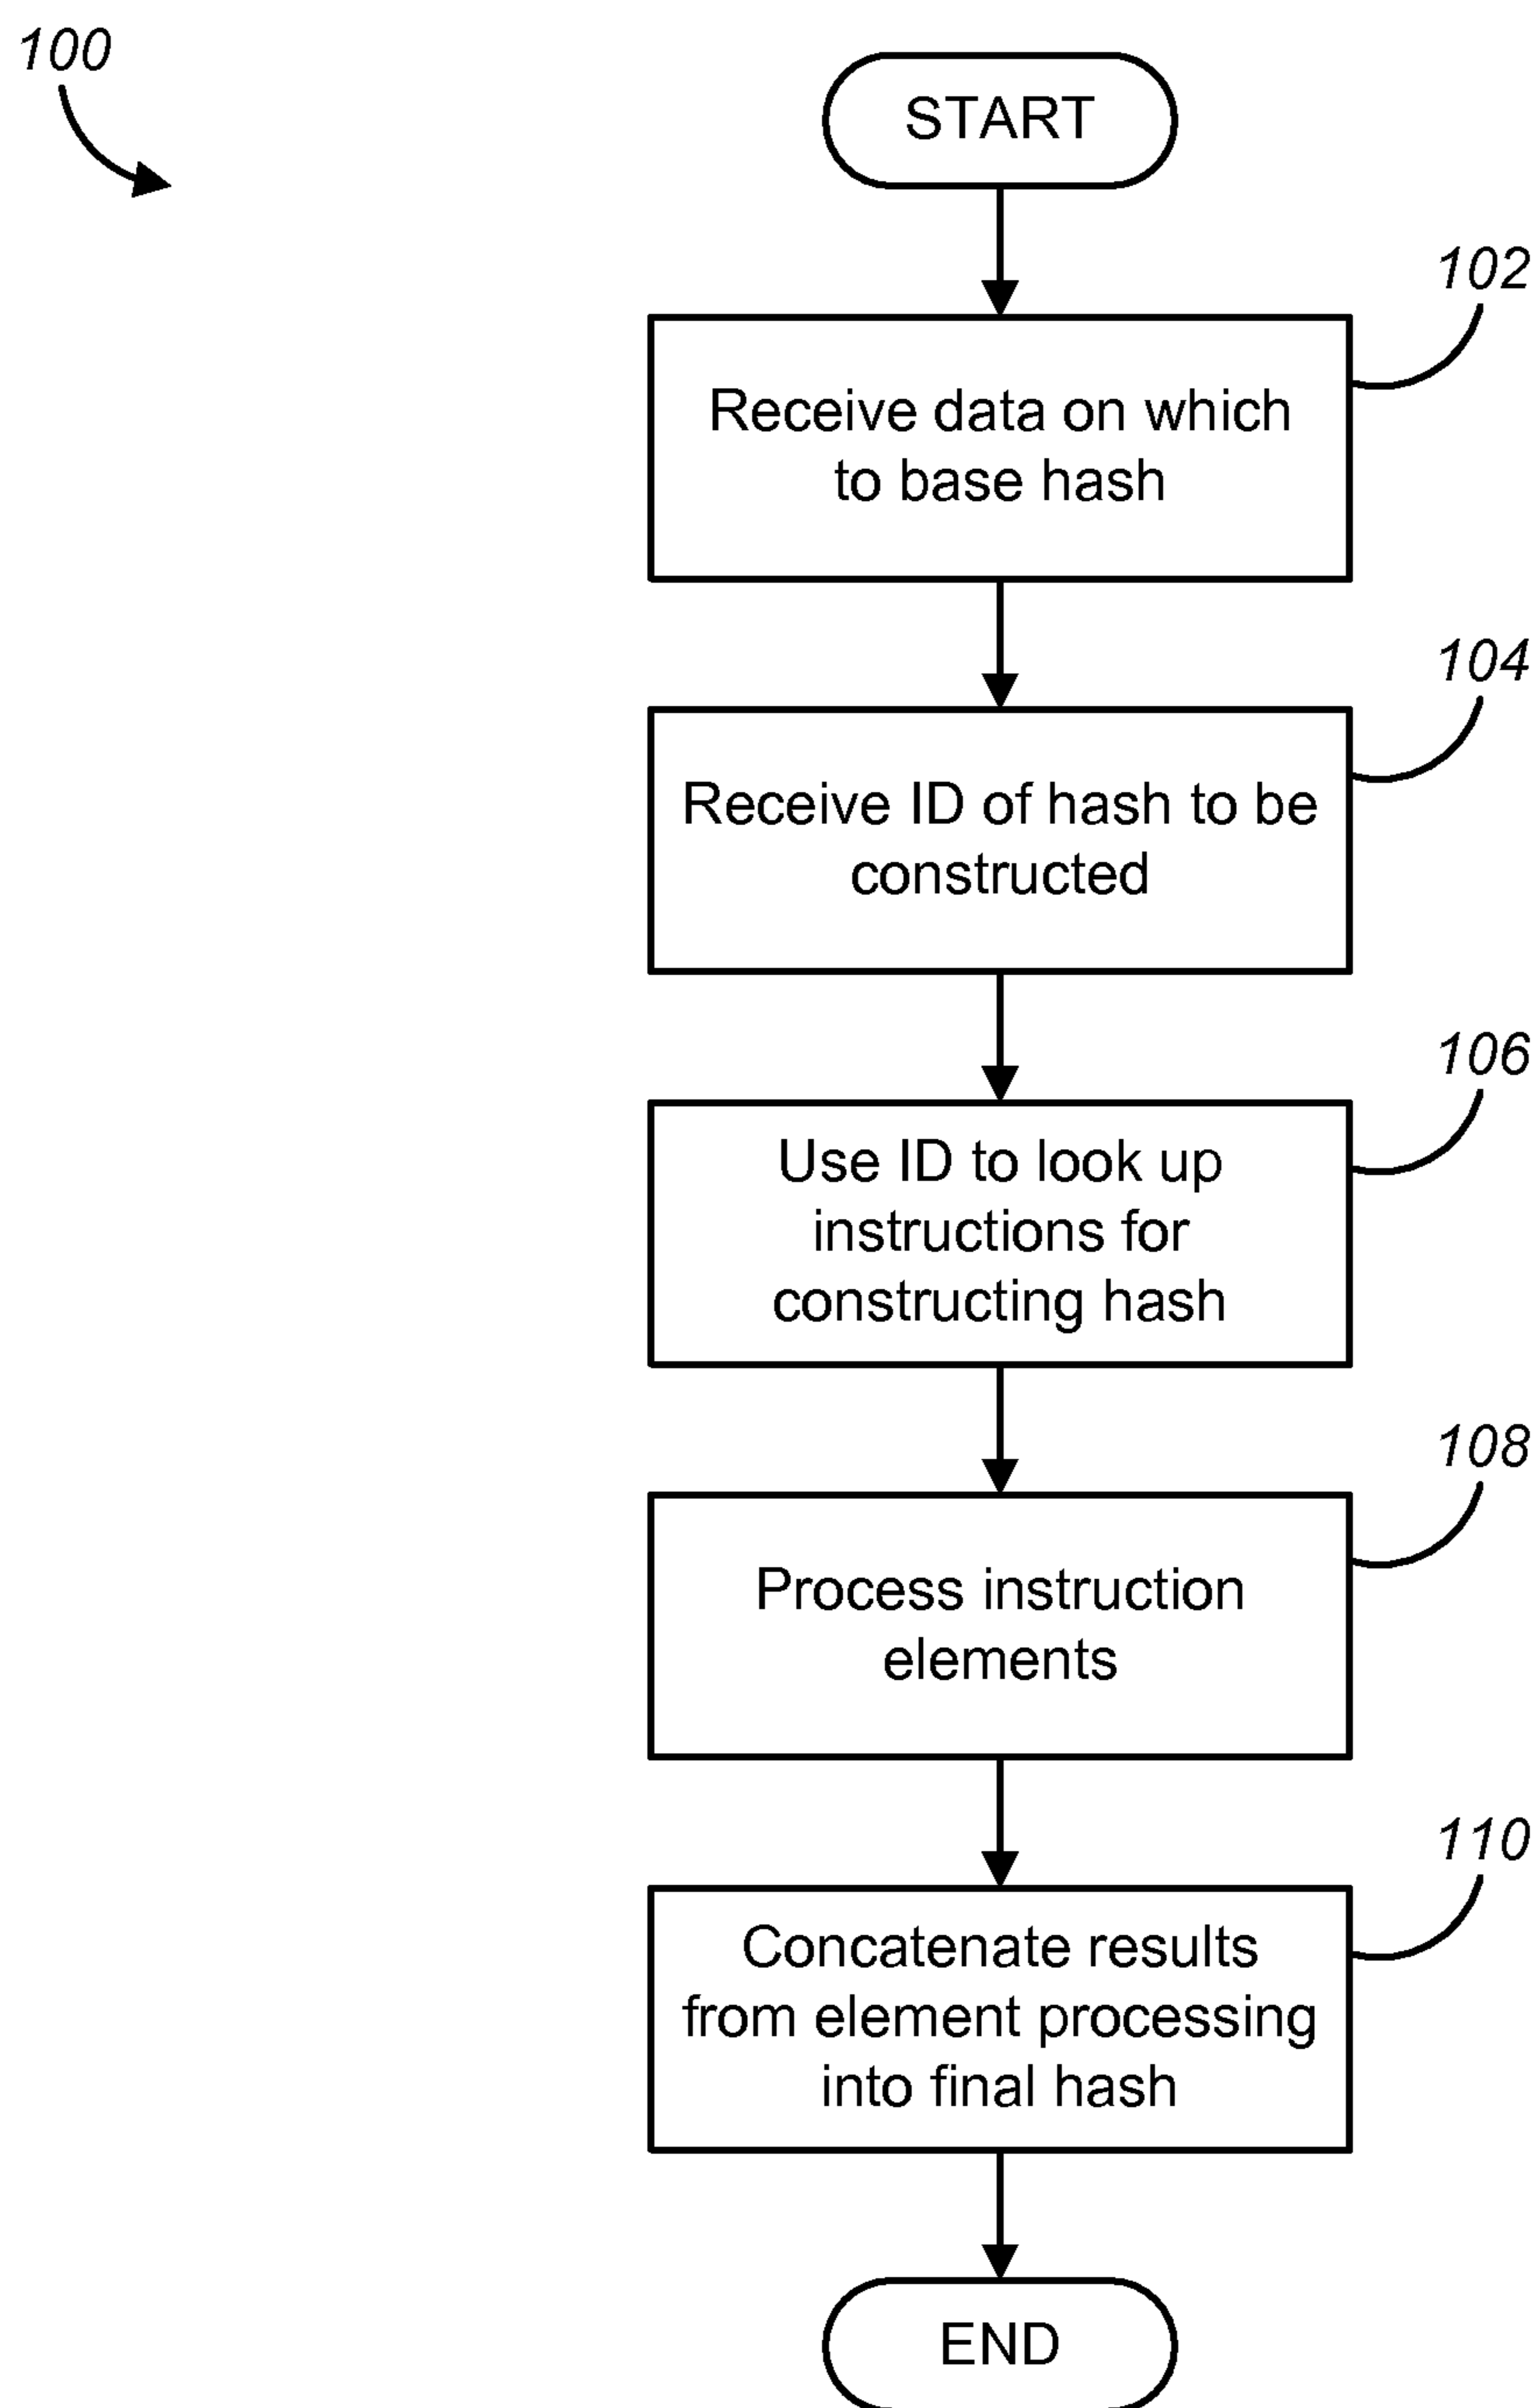 100
START
102
Receive data on which
to base hash
104
Receive ID of hash to be
constructed
106
Use ID to look up
instructions for
constructing hash
108
Process instruction
elements
110
Concatenate results
from element processing
into final hash
END